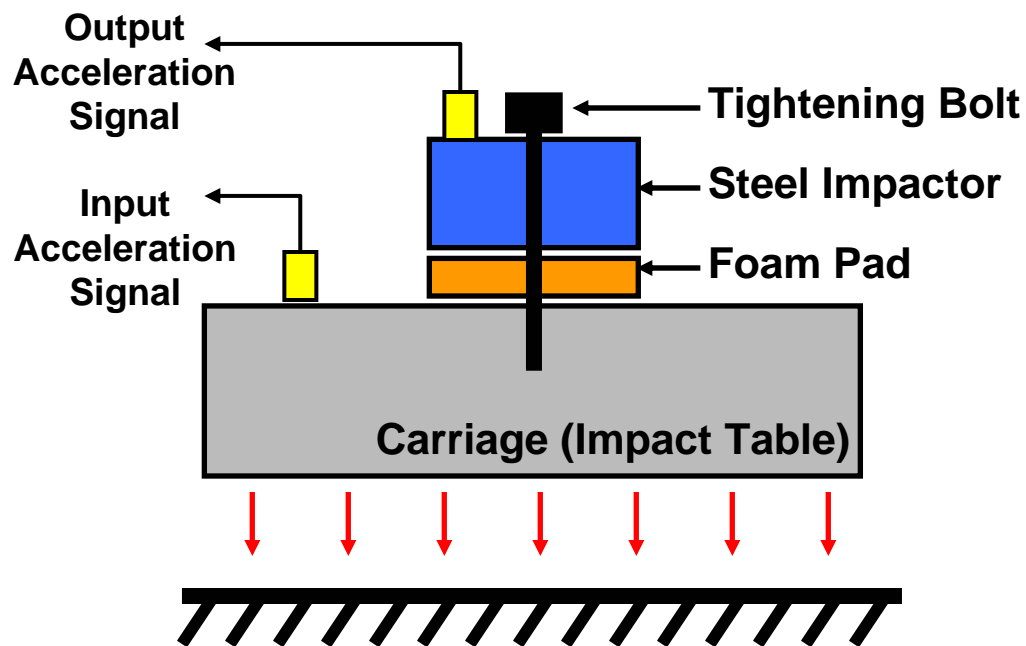 Output
Acceleration
Signal
Tightening Bolt
Steel Impactor
Input
Acceleration
Signal
Foam Pad
Carriage (Impact Table)